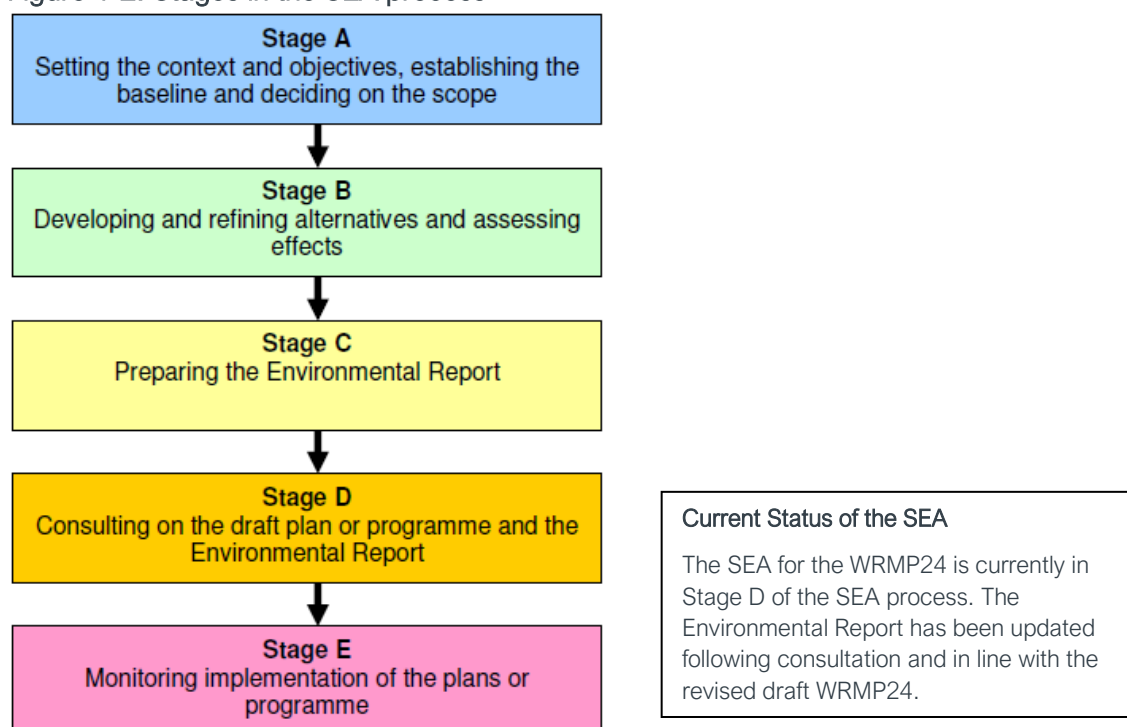 Stage A
Setting the context and objectives, establishing the
baseline and deciding on the scope
Stage B
Developing and refining alternatives and assessing
effects
Stage C
Preparing the Environmental Report
Stage D
Consulting on the draft plan or programme and the
Environmental Report
Stage E
Monitoring implementation of the plans or
programme
Current Status of the SEA
The SEA for the WRMP24 is currently in
Stage D of the SEA process. The
Environmental Report has been updated
following consultation and in line with the
revised draft WRMP24.